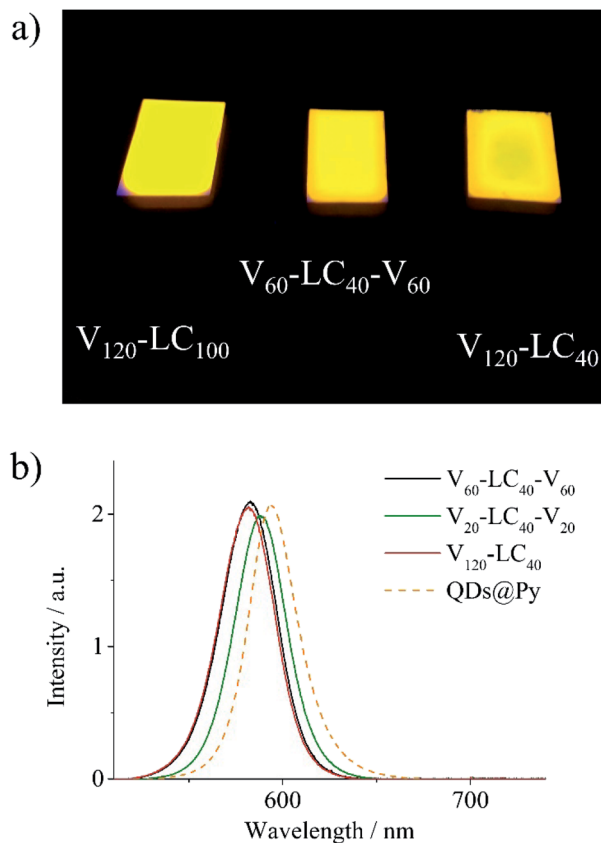 a)
V₆₀-LC₄₀-V₆₀
V₁₂₀-LC₁₀₀
V₁₂₀-LC₄₀
b)
V₆₀-LC₄₀-V₆₀
V₂₀-LC₄₀-V₂₀
V₁₂₀-LC₄₀
QDs@Py
2
1
0
Intensity / a.u.
600
700
Wavelength / nm